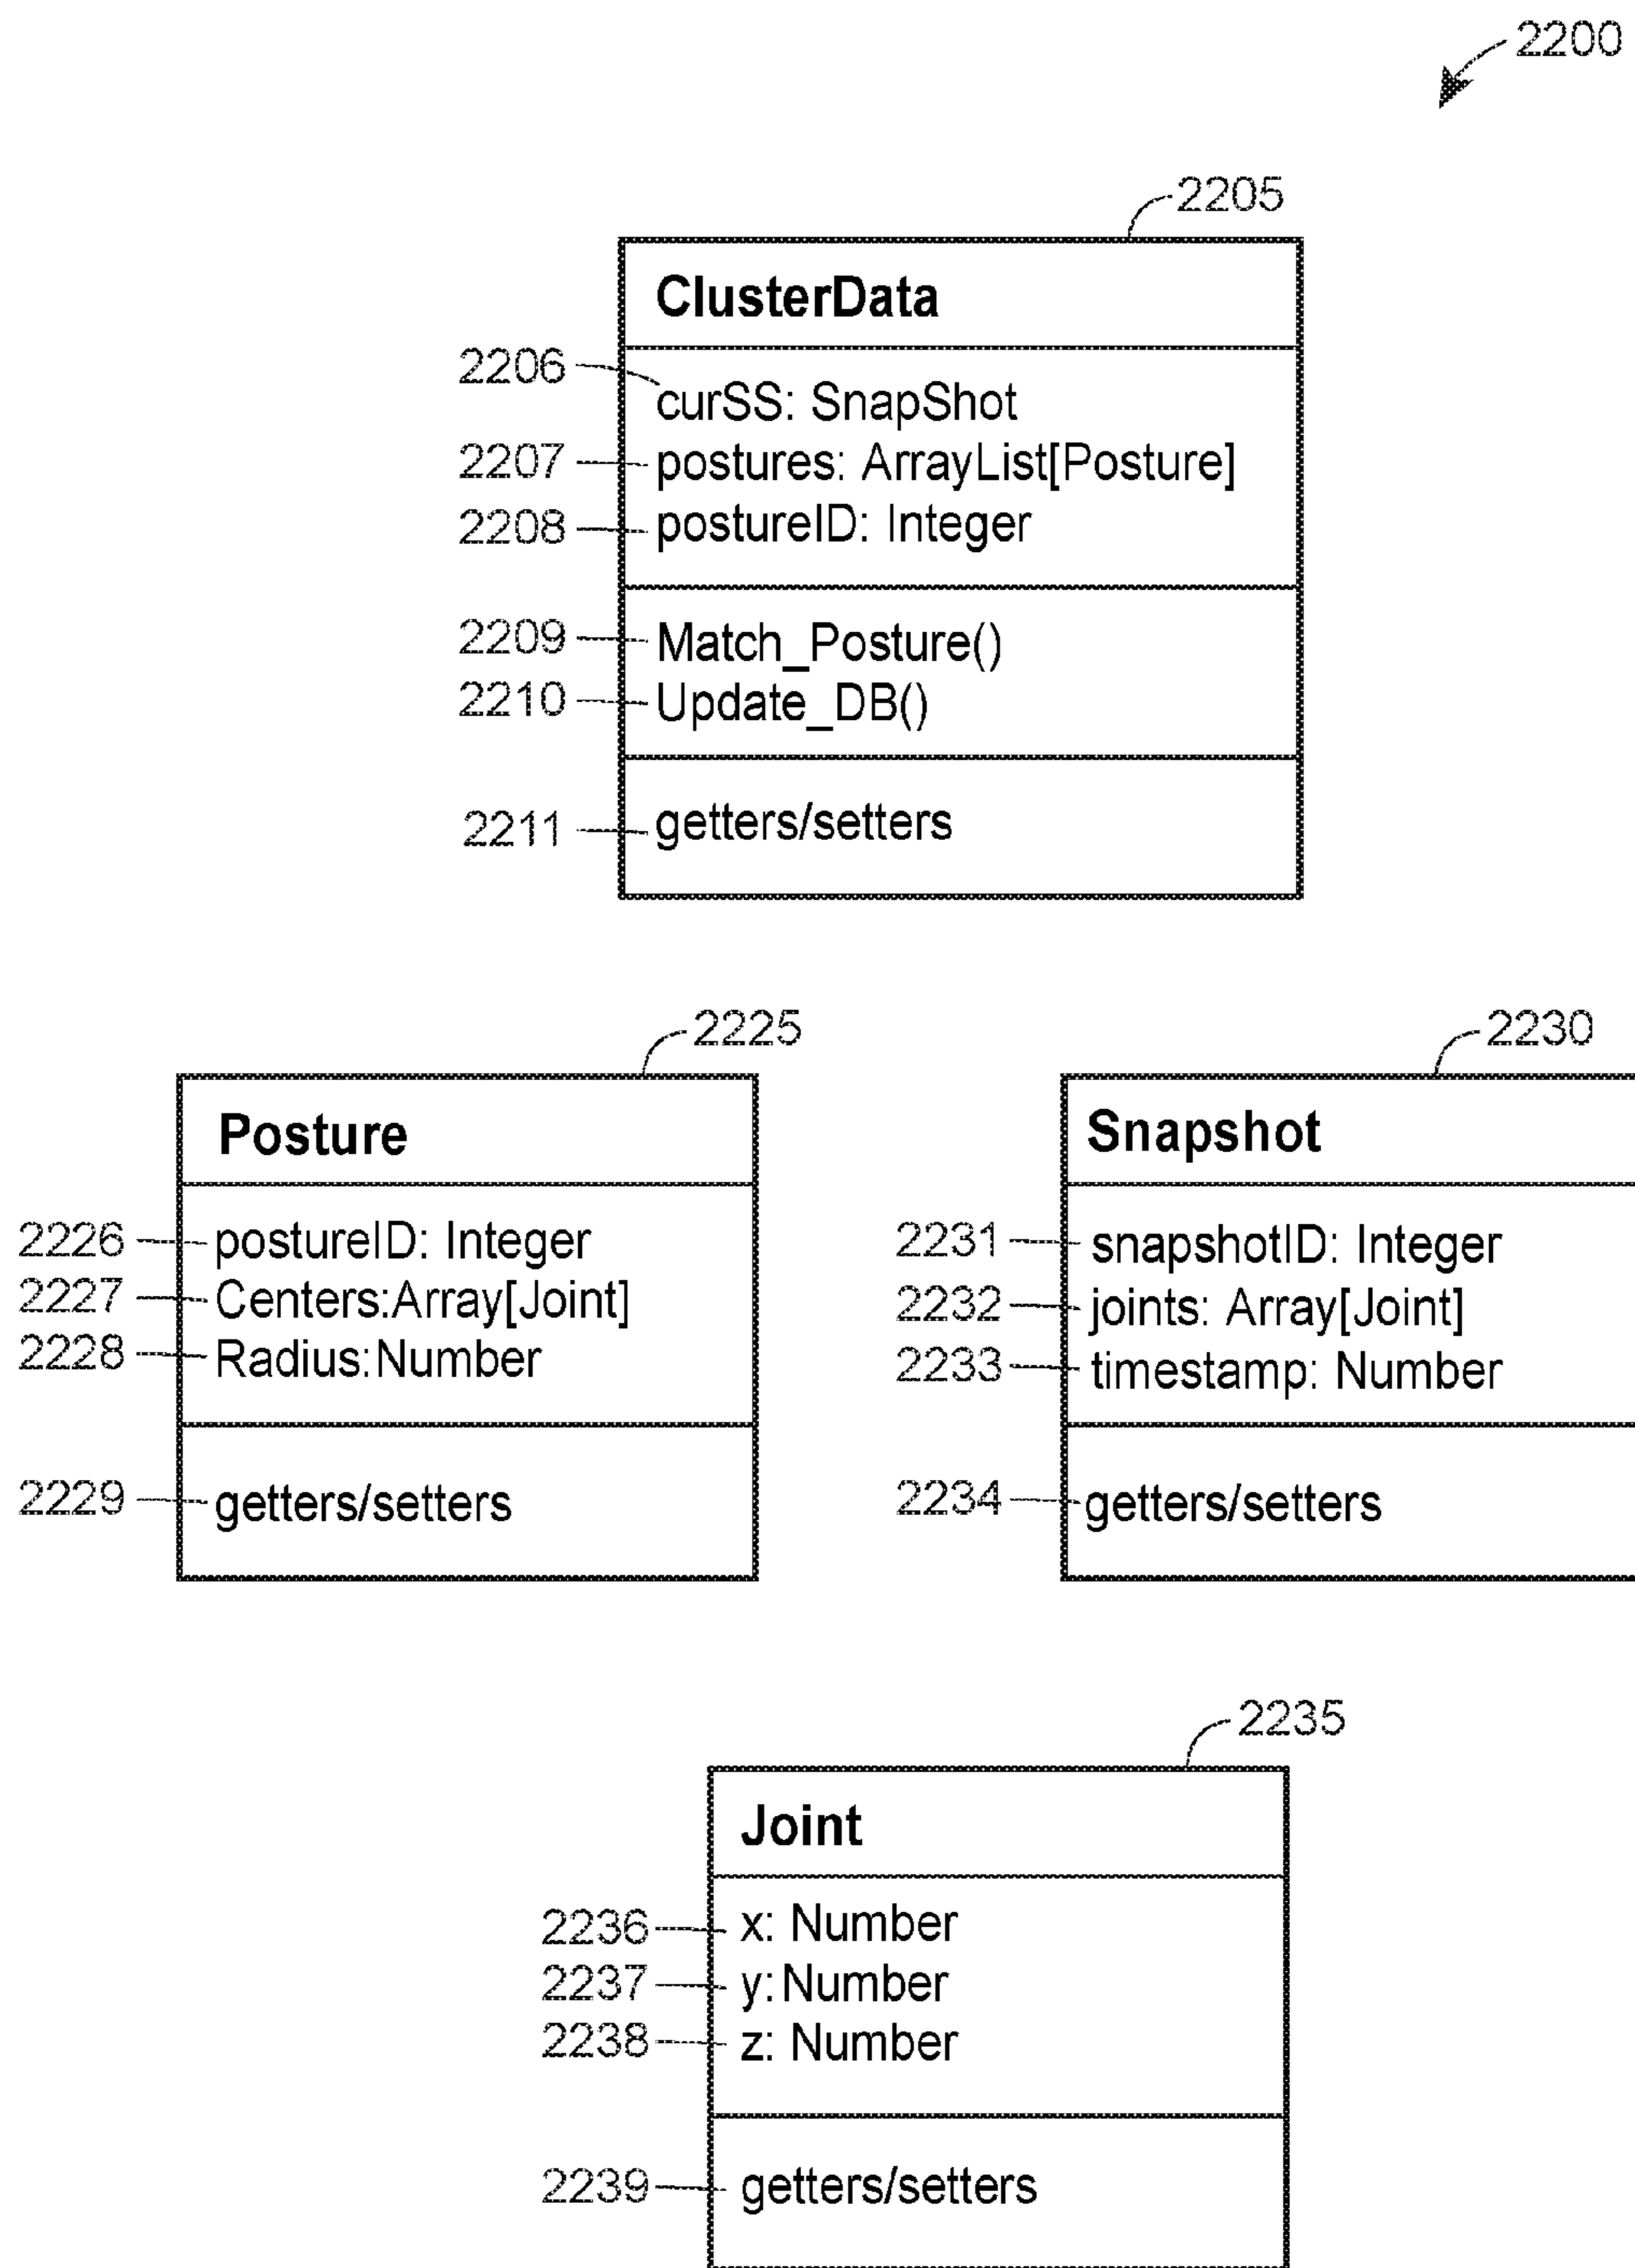 2200
2205
ClusterData
2206 curSS: SnapShot
2207 postures: ArrayList[Posture]
2208 postureID: Integer
2209 Match_Posture()
2210 Update_DB()
2211 getters/setters
2225
Posture
2226 postureID: Integer
2227 Centers:Array[Joint]
2228 Radius:Number
2229 getters/setters
2230
Snapshot
2231 snapshotID: Integer
2232 joints: Array[Joint]
2233 timestamp: Number
2234 getters/setters
2235
Joint
2236 x: Number
2237 y:Number
2238 z: Number
2239 getters/setters